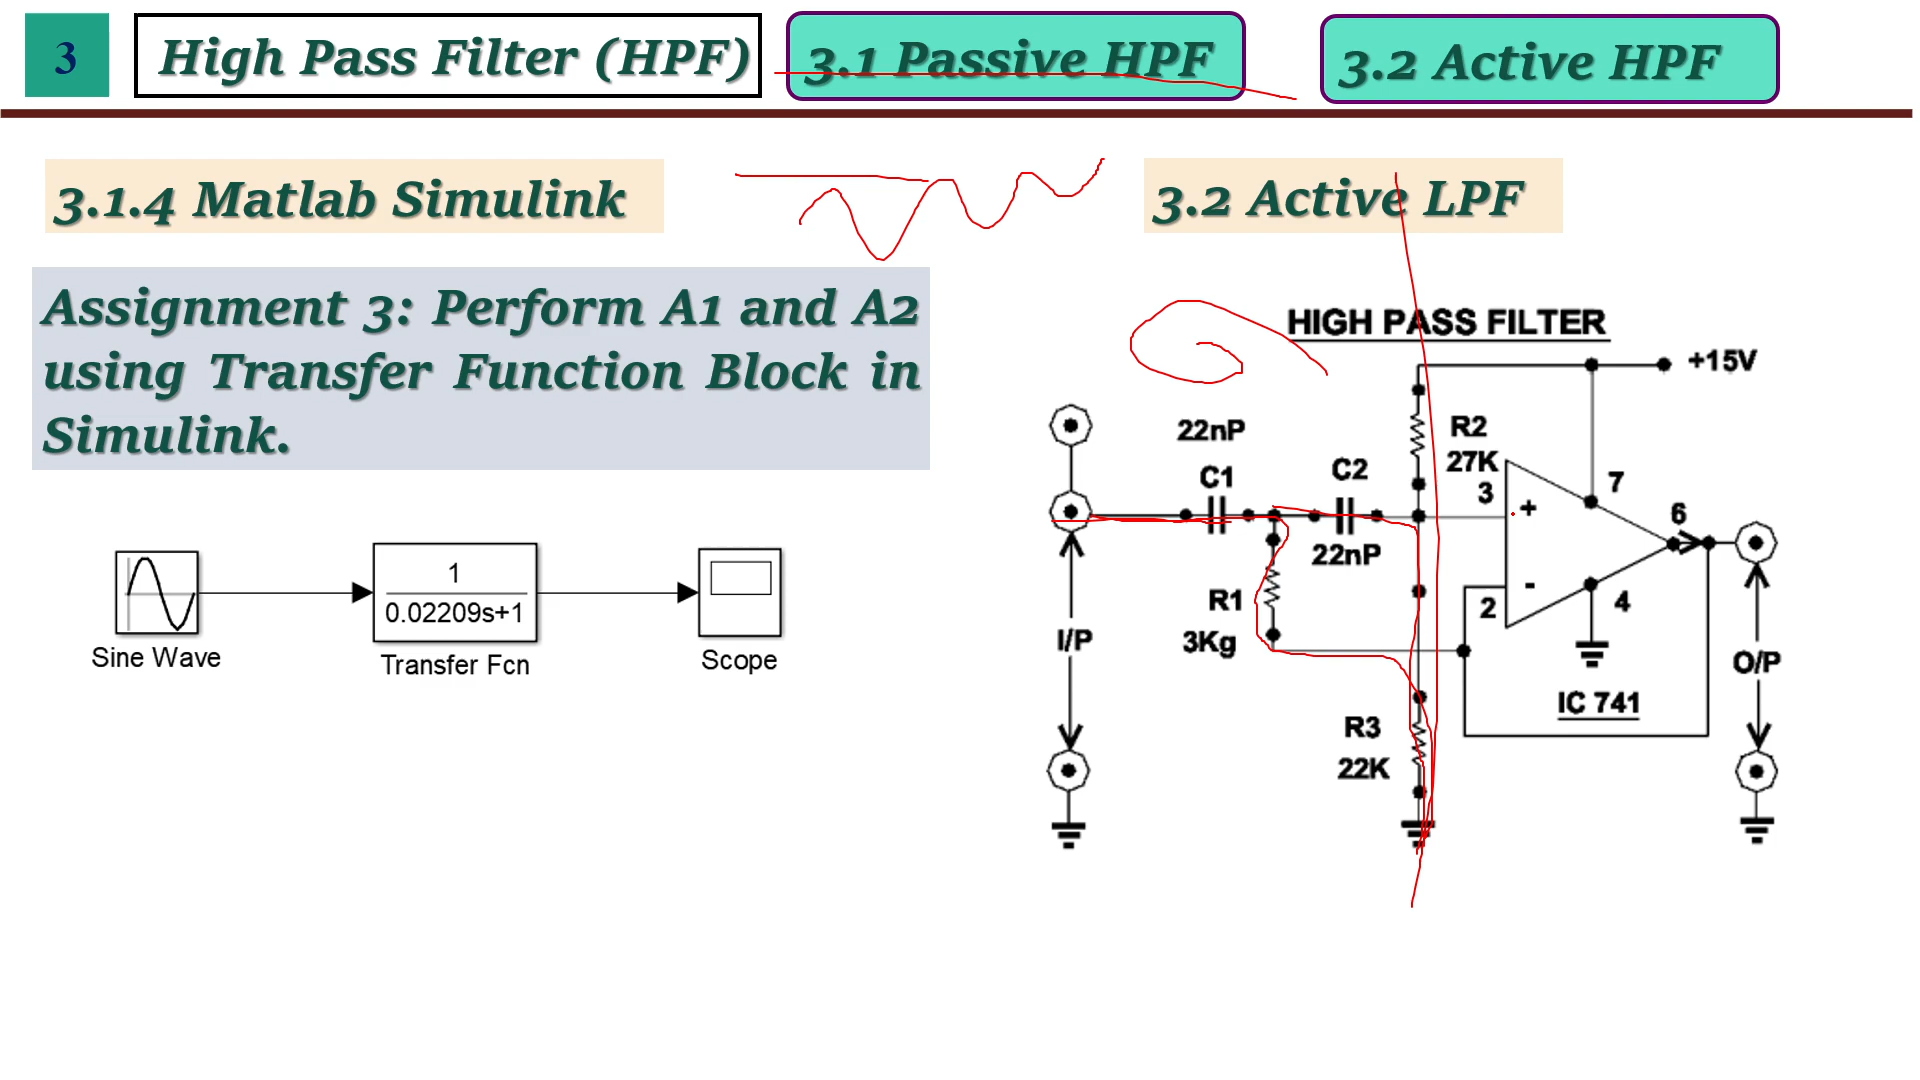 3
High Pass Filter (HPF)
3.1 Passive HPF
3.2 Active HPF
3.1.4 Matlab Simulink
3.2 Active LPF
Assignment 3: Perform A1 and A2
using Transfer Function Block in
Simulink.
1
0.02209s+1
Sine Wave
Transfer Fcn
Scope
HIGH PASS FILTER
+15V
22nP
C1
C2
22nP
R2
27K
3
+
7
6
-
2
4
R1
3Kg
I/P
O/P
IC 741
R3
22K